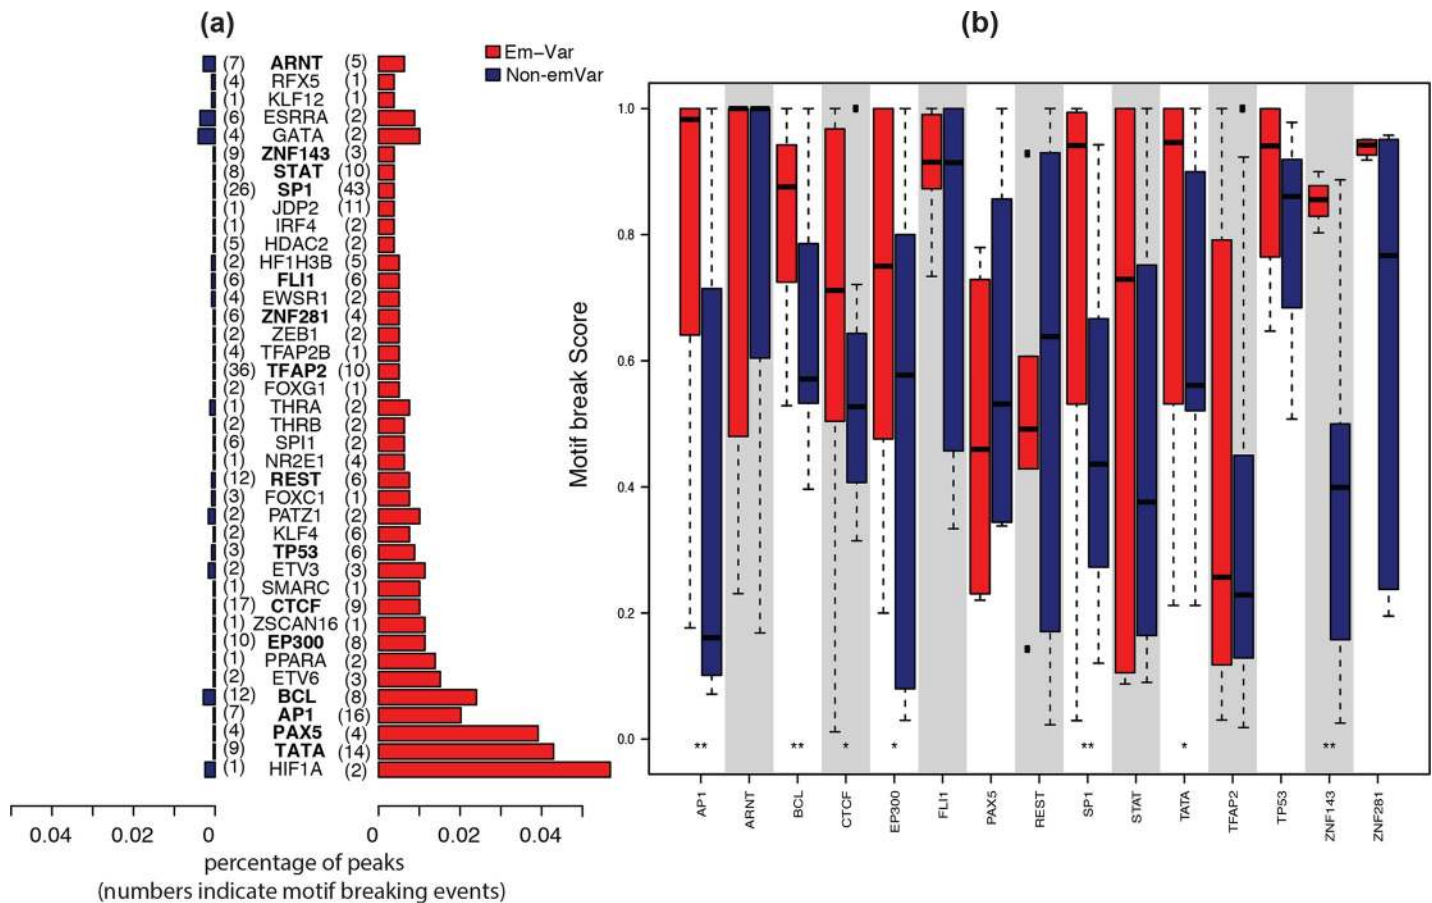 (a)
(b)
Em-Var
Non-emVar
(7) ARNT (5)
(4) RFX5 (1)
(1) KLF12 (1)
(6) ESRRA (2)
(4) GATA (2)
(9) ZNF143 (3)
(8) STAT (10)
(26) SP1 (43)
(1) JDP2 (11)
(1) IRF4 (2)
(5) HDAC2 (2)
(2) HF1H3B (5)
(6) FLI1 (6)
(4) EWSR1 (2)
(6) ZNF281 (4)
(2) ZEB1 (2)
(4) TFAP2B (1)
(36) TFAP2 (10)
(2) FOXG1 (1)
(1) THRA (2)
(2) THRB (2)
(6) SPI1 (2)
(1) NR2E1 (4)
(12) REST (6)
(3) FOXC1 (1)
(2) PATZ1 (2)
(2) KLF4 (6)
(3) TP53 (6)
(2) ETV3 (3)
(1) SMARC (1)
(17) CTCF (9)
(1) ZSCAN16 (1)
(10) EP300 (8)
(1) PPARA (2)
(2) ETV6 (3)
(12) BCL (8)
(7) AP1 (16)
(4) PAX5 (4)
(9) TATA (14)
(1) HIF1A (2)
0.04 0.02 0 0 0.02 0.04
percentage of peaks
(numbers indicate motif breaking events)
Motif break Score
1.0
0.8
0.6
0.4
0.2
0.0
** ** * * ** * **
AP1
ARNT
BCL
CTCF
EP300
FLI1
PAX5
REST
SP1
STAT
TATA
TFAP2
TP53
ZNF143
ZNF281